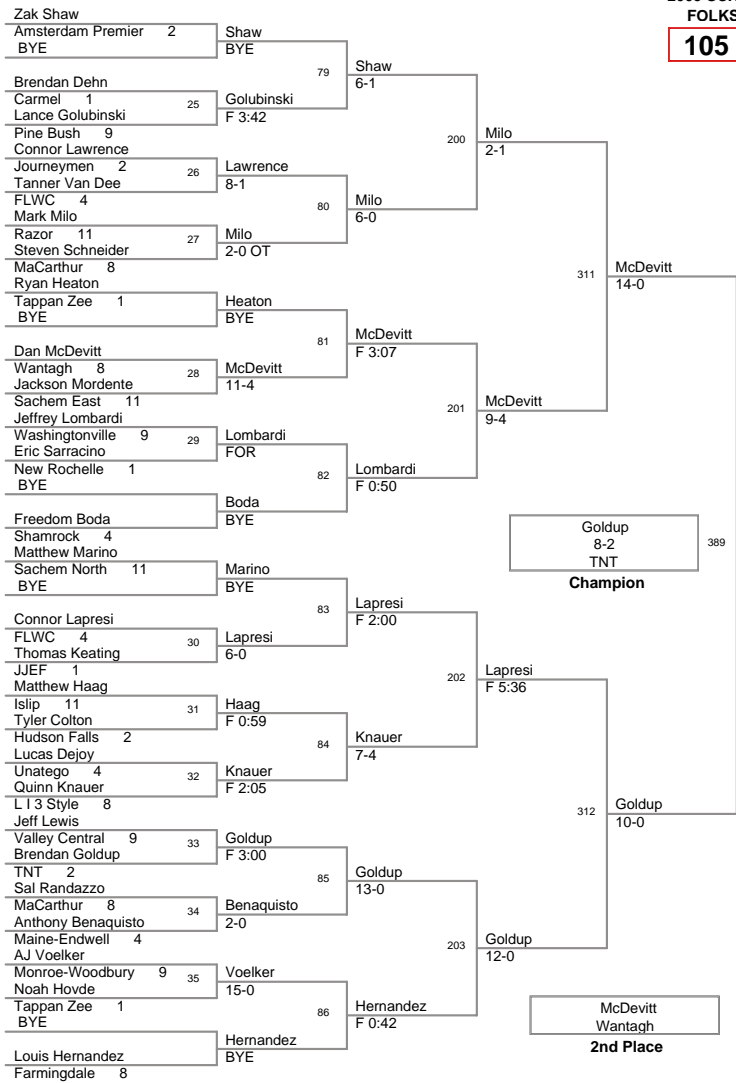 FOLKS
105
Zak Shaw
Amsterdam Premier 2
BYE
Brendan Dehn
Carmel 1
Lance Golubinski
Pine Bush 9
Connor Lawrence
Journeymen 2
Tanner Van Dee
FLWC 4
Mark Milo
Razor 11
Steven Schneider
MaCarthur 8
Ryan Heaton
Tappan Zee 1
BYE
Dan McDevitt
Wantagh 8
Jackson Mordente
Sachem East 11
Jeffrey Lombardi
Washingtonville 9
Eric Sarracino
New Rochelle 1
BYE
Freedom Boda
Shamrock 4
Matthew Marino
Sachem North 11
BYE
Connor Lapresi
FLWC 4
Thomas Keating
JJEF 1
Matthew Haag
Islip 11
Tyler Colton
Hudson Falls 2
Lucas Dejoy
Unatego 4
Quinn Knauer
L I 3 Style 8
Jeff Lewis
Valley Central 9
Brendan Goldup
TNT 2
Sal Randazzo
MaCarthur 8
Anthony Benaquisto
Maine-Endwell 4
AJ Voelker
Monroe-Woodbury 9
Noah Hovde
Tappan Zee 1
BYE
Louis Hernandez
Farmingdale 8
25
26
27
28
29
30
31
32
33
34
35
Shaw
BYE
Golubinski
F 3:42
Lawrence
8-1
Milo
2-0 OT
Heaton
BYE
McDevitt
11-4
Lombardi
FOR
Boda
BYE
Marino
BYE
Lapresi
6-0
Haag
F 0:59
Knauer
F 2:05
Goldup
F 3:00
Benaquisto
2-0
Voelker
15-0
Hernandez
BYE
79
80
81
82
83
84
85
86
Shaw
6-1
Milo
6-0
McDevitt
F 3:07
Lombardi
F 0:50
Lapresi
F 2:00
Knauer
7-4
Goldup
13-0
Hernandez
F 0:42
200
201
202
203
Milo
2-1
McDevitt
9-4
Lapresi
F 5:36
Goldup
12-0
311
312
McDevitt
14-0
Goldup
10-0
389
Goldup
8-2
TNT
Champion
McDevitt
Wantagh
2nd Place